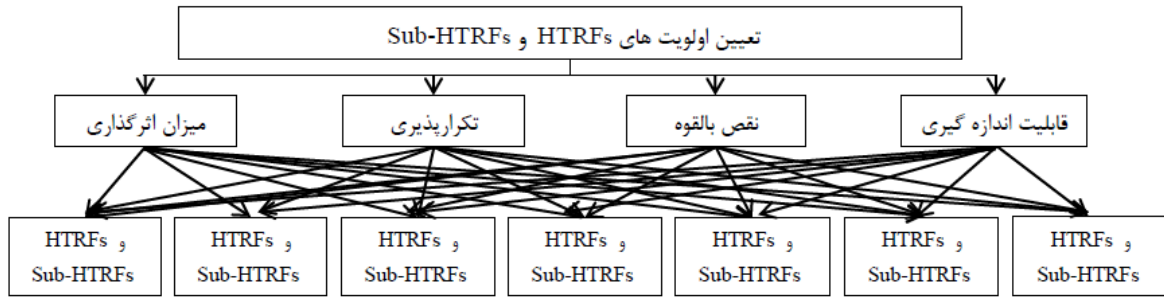 تعیین اولویت های HTRFs و Sub-HTRFs
قابلیت اندازه گیری
نقص بالقوه
تکرارپذیری
میزان اثرگذاری
HTRFs و
Sub-HTRFs
HTRFs و
Sub-HTRFs
HTRFs و
Sub-HTRFs
HTRFs و
Sub-HTRFs
HTRFs و
Sub-HTRFs
HTRFs و
Sub-HTRFs
HTRFs و
Sub-HTRFs